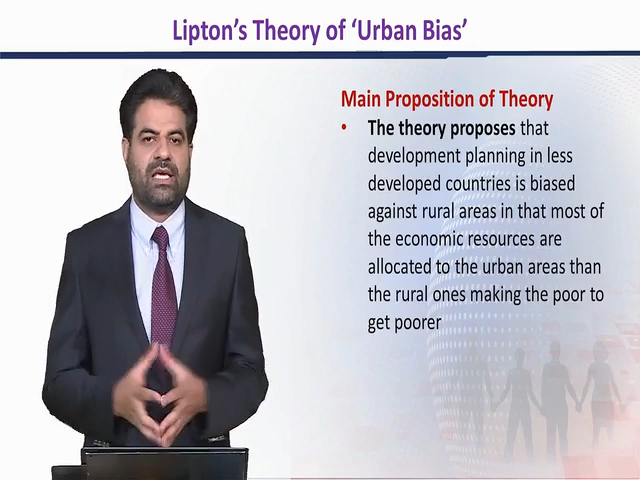 Lipton's Theory of 'Urban Bias'
Main Proposition of Theory
• The theory proposes that
development planning in less
developed countries is biased
against rural areas in that most of
the economic resources are
allocated to the urban areas than
the rural ones making the poor to
get poorer